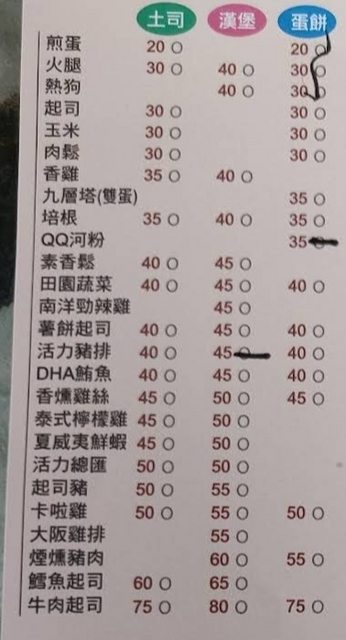 土司 漢堡 蛋餅
煎蛋 20 ○ 20 ○
火腿 30 ○ 40 ○ 30 ○
熱狗 40 ○ 30 ○
起司 30 ○ 30 ○
玉米 30 ○ 30 ○
肉鬆 30 ○ 30 ○
香雞 35 ○ 40 ○
九層塔(雙蛋) 35 ○
培根 35 ○ 40 ○ 35 ○
QQ河粉 35 ○
素香鬆 40 ○ 45 ○
田園蔬菜 40 ○ 45 ○ 40 ○
南洋勁辣雞 45 ○
薯餅起司 40 ○ 45 ○ 40 ○
活力豬排 40 ○ 45 ○ 40 ○
DHA鮪魚 40 ○ 45 ○ 40 ○
香燻雞絲 45 ○ 50 ○ 45 ○
泰式檸檬雞 45 ○ 50 ○
夏威夷鮮蝦 45 ○ 50 ○
活力總匯 50 ○ 50 ○
起司豬 50 ○ 55 ○
卡啦雞 50 ○ 55 ○ 50 ○
大阪雞排 55 ○
煙燻豬肉 60 ○ 55 ○
鱈魚起司 60 ○ 65 ○
牛肉起司 75 ○ 80 ○ 75 ○